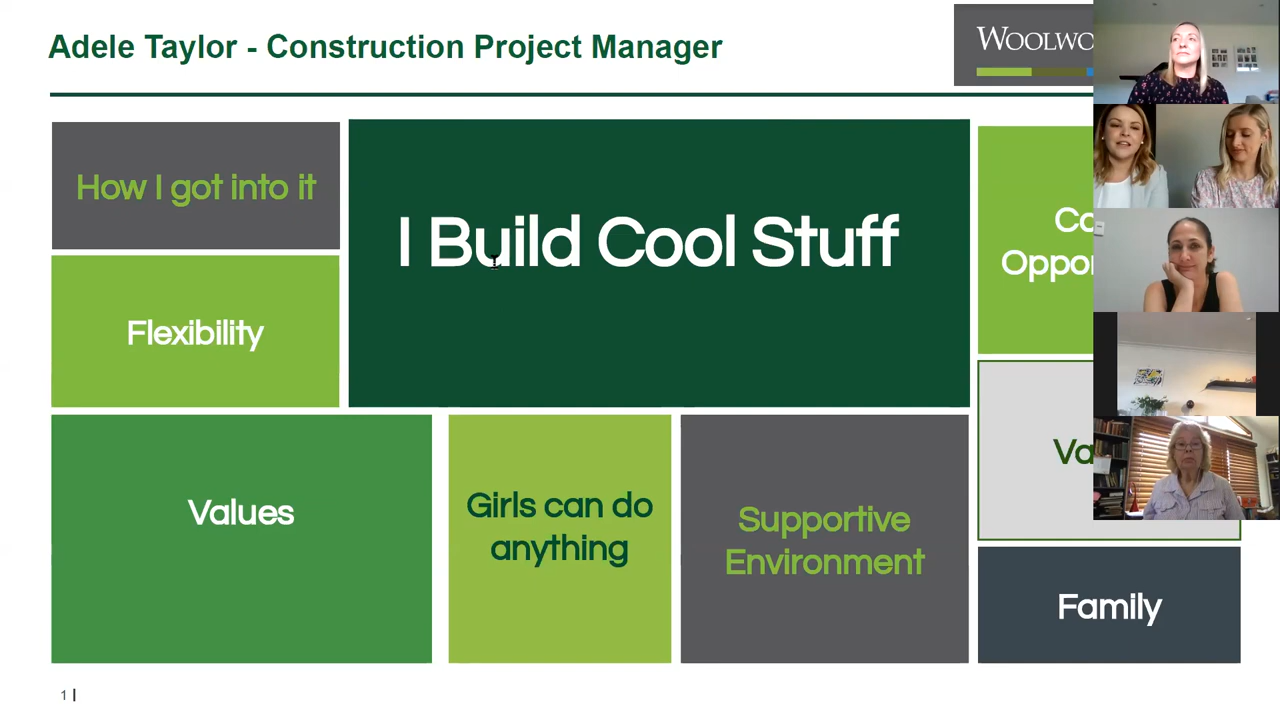 Adele Taylor - Construction Project Manager
How I got into it
I Build Cool Stuff
Flexibility
Values
Girls can do
anything
Supportive
Environment
Family
1 |